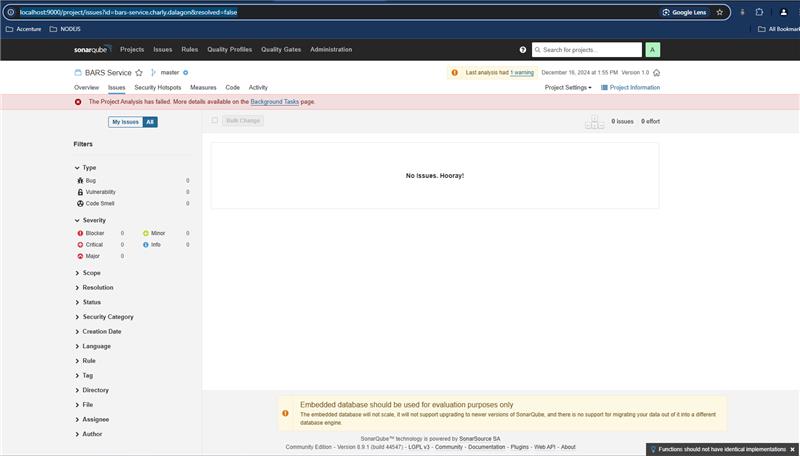 localhost:9000/project/issues?id=bars-service.charly.dalagon&resolved=false
Google Lens
Accenture
NODEJS
All Bookmar
sonarqube
Projects Issues Rules Quality Profiles Quality Gates Administration
Search for projects...
A
BARS Service
master
Last analysis had 1 warning
December 16, 2024 at 1:55 PM Version 1.0
Overview Issues Security Hotspots Measures Code Activity
Project Settings
Project Information
The Project Analysis has failed. More details available on the Background Tasks page.
My Issues All
Bulk Change
0 issues 0 effort
Filters
No Issues. Hooray!
Type
Bug 0
Vulnerability 0
Code Smell 0
Severity
Blocker 0 Minor 0
Critical 0 Info 0
Major 0
Scope
Resolution
Status
Security Category
Creation Date
Language
Rule
Tag
Directory
File
Assignee
Author
Embedded database should be used for evaluation purposes only
The embedded database will not scale, it will not support upgrading to newer versions of SonarQube, and there is no support for migrating your data out of it into a different
database engine.
SonarQube™ technology is powered by SonarSource SA
Community Edition - Version 8.9.1 (build 44547) - LGPL v3 - Community - Documentation - Plugins - Web API - About
Functions should not have identical implementations